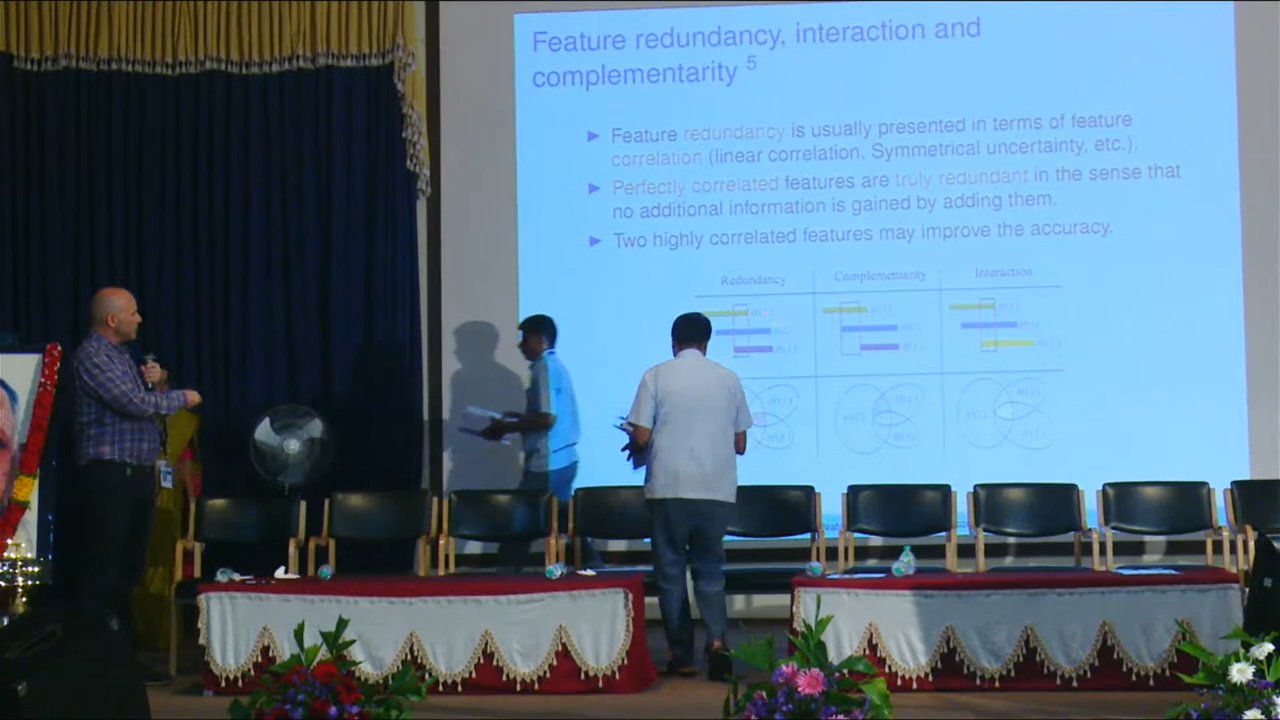 Feature redundancy, interaction and
complementarity 5
Feature redundancy is usually presented in terms of feature
correlation (linear correlation, Symmetrical uncertainty, etc.).
Perfectly correlated features are truly redundant in the sense that
no additional information is gained by adding them.
Two highly correlated features may improve the accuracy.
Redundancy Complementarity Interaction